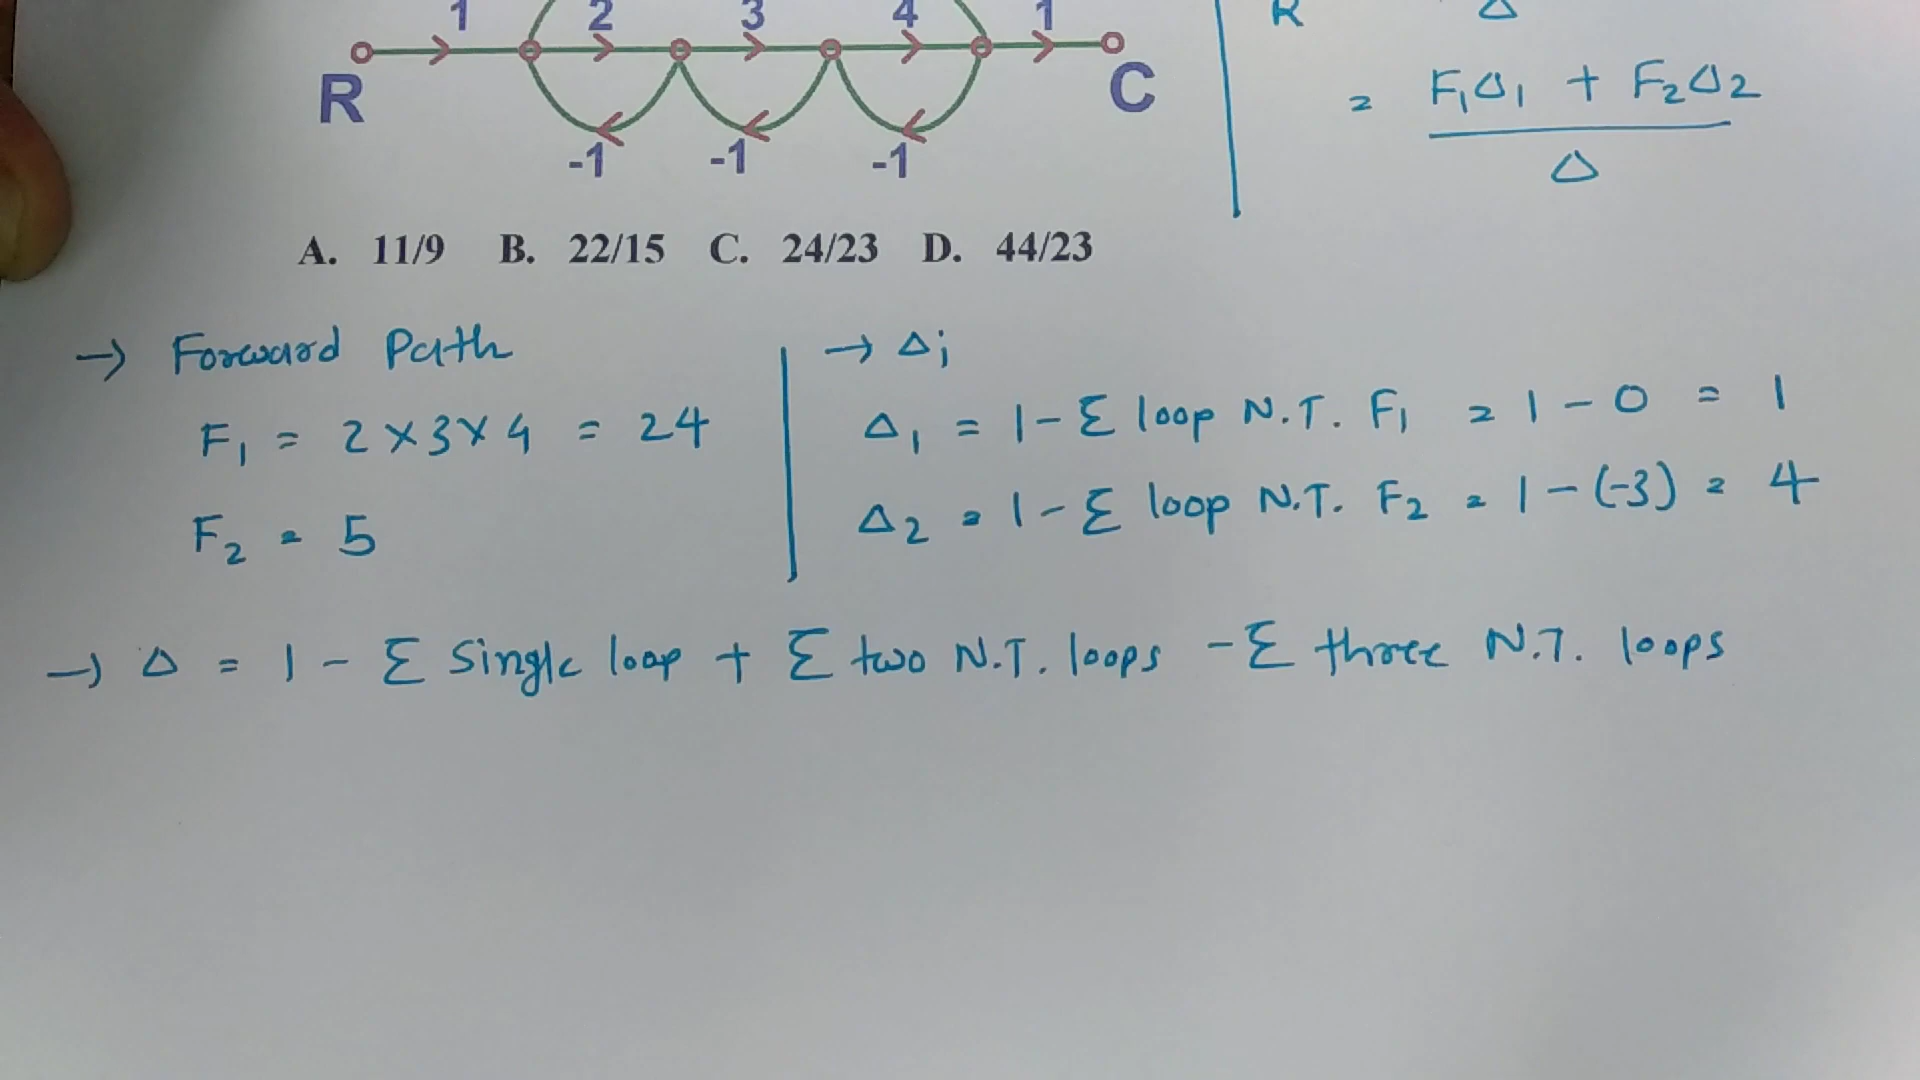 1 2 3 4 1
R C
-1 -1 -1
R Δ
= F₁Δ₁ + F₂Δ₂
Δ
A. 11/9 B. 22/15 C. 24/23 D. 44/23
→ Forward Path
F₁ = 2×3×4 = 24
F₂ = 5
→ Δi
Δ₁ = 1-Σ loop N.T. F₁ = 1-0 = 1
Δ₂ = 1-Σ loop N.T. F₂ = 1-(-3) = 4
→ Δ = 1 - Σ single loop + Σ two N.T. loops - Σ three N.T. loops